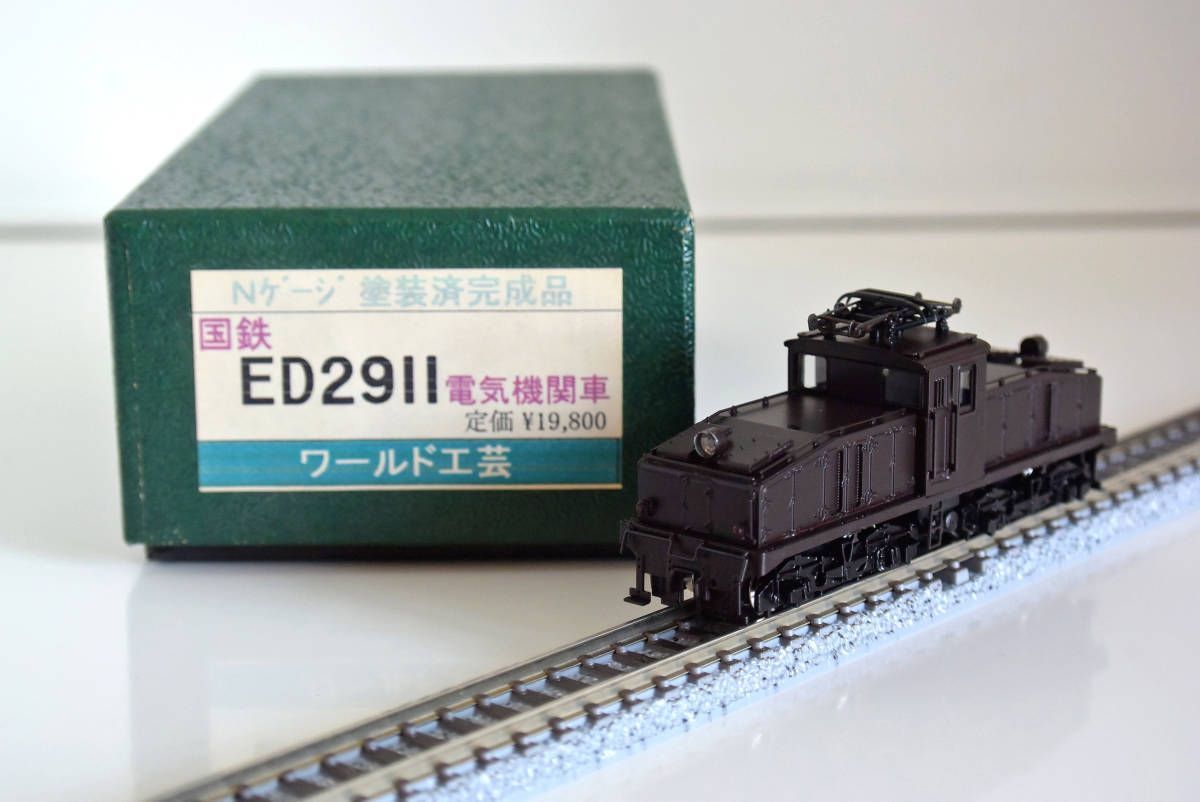 Nｹﾞｰｼﾞ 塗装済完成品
国鉄
ED2911 電気機関車
定価 ¥19,800
ワールド工芸